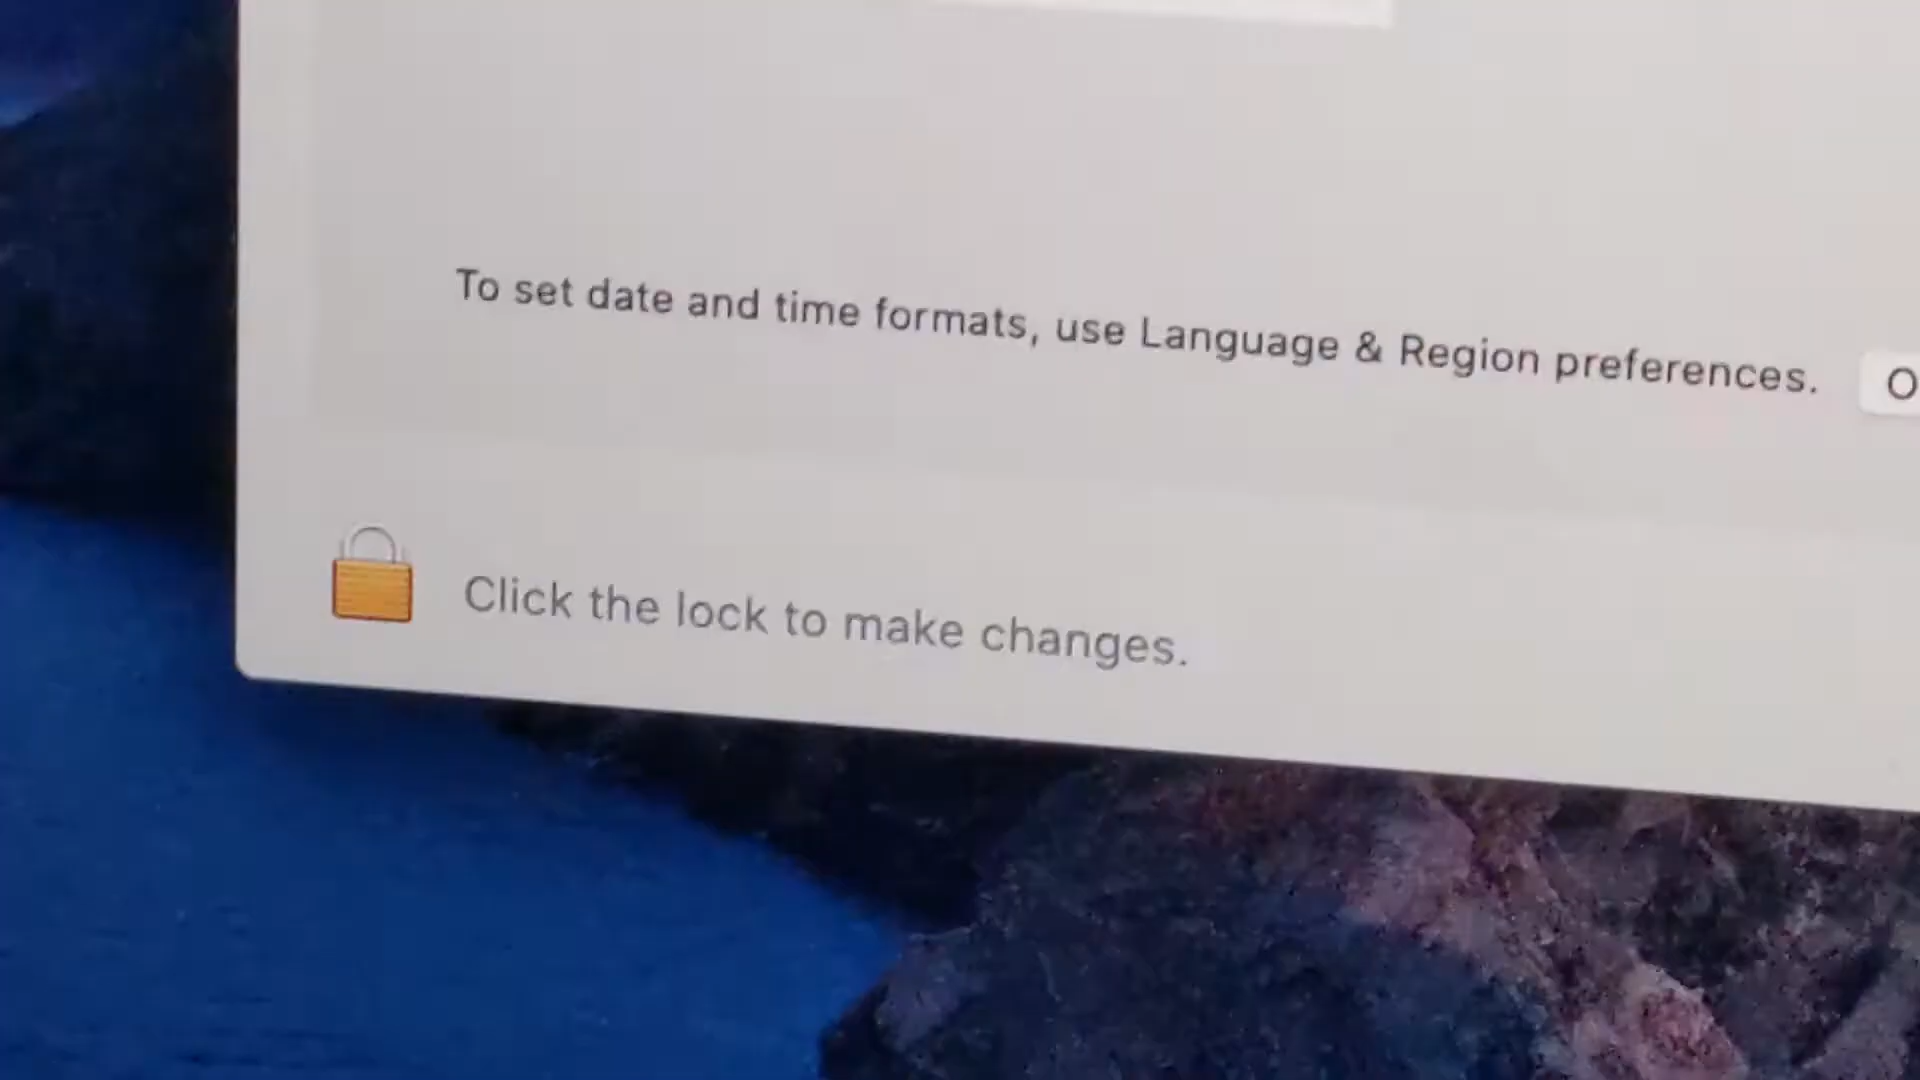 To set date and time formats, use Language & Region preferences.
Click the lock to make changes.